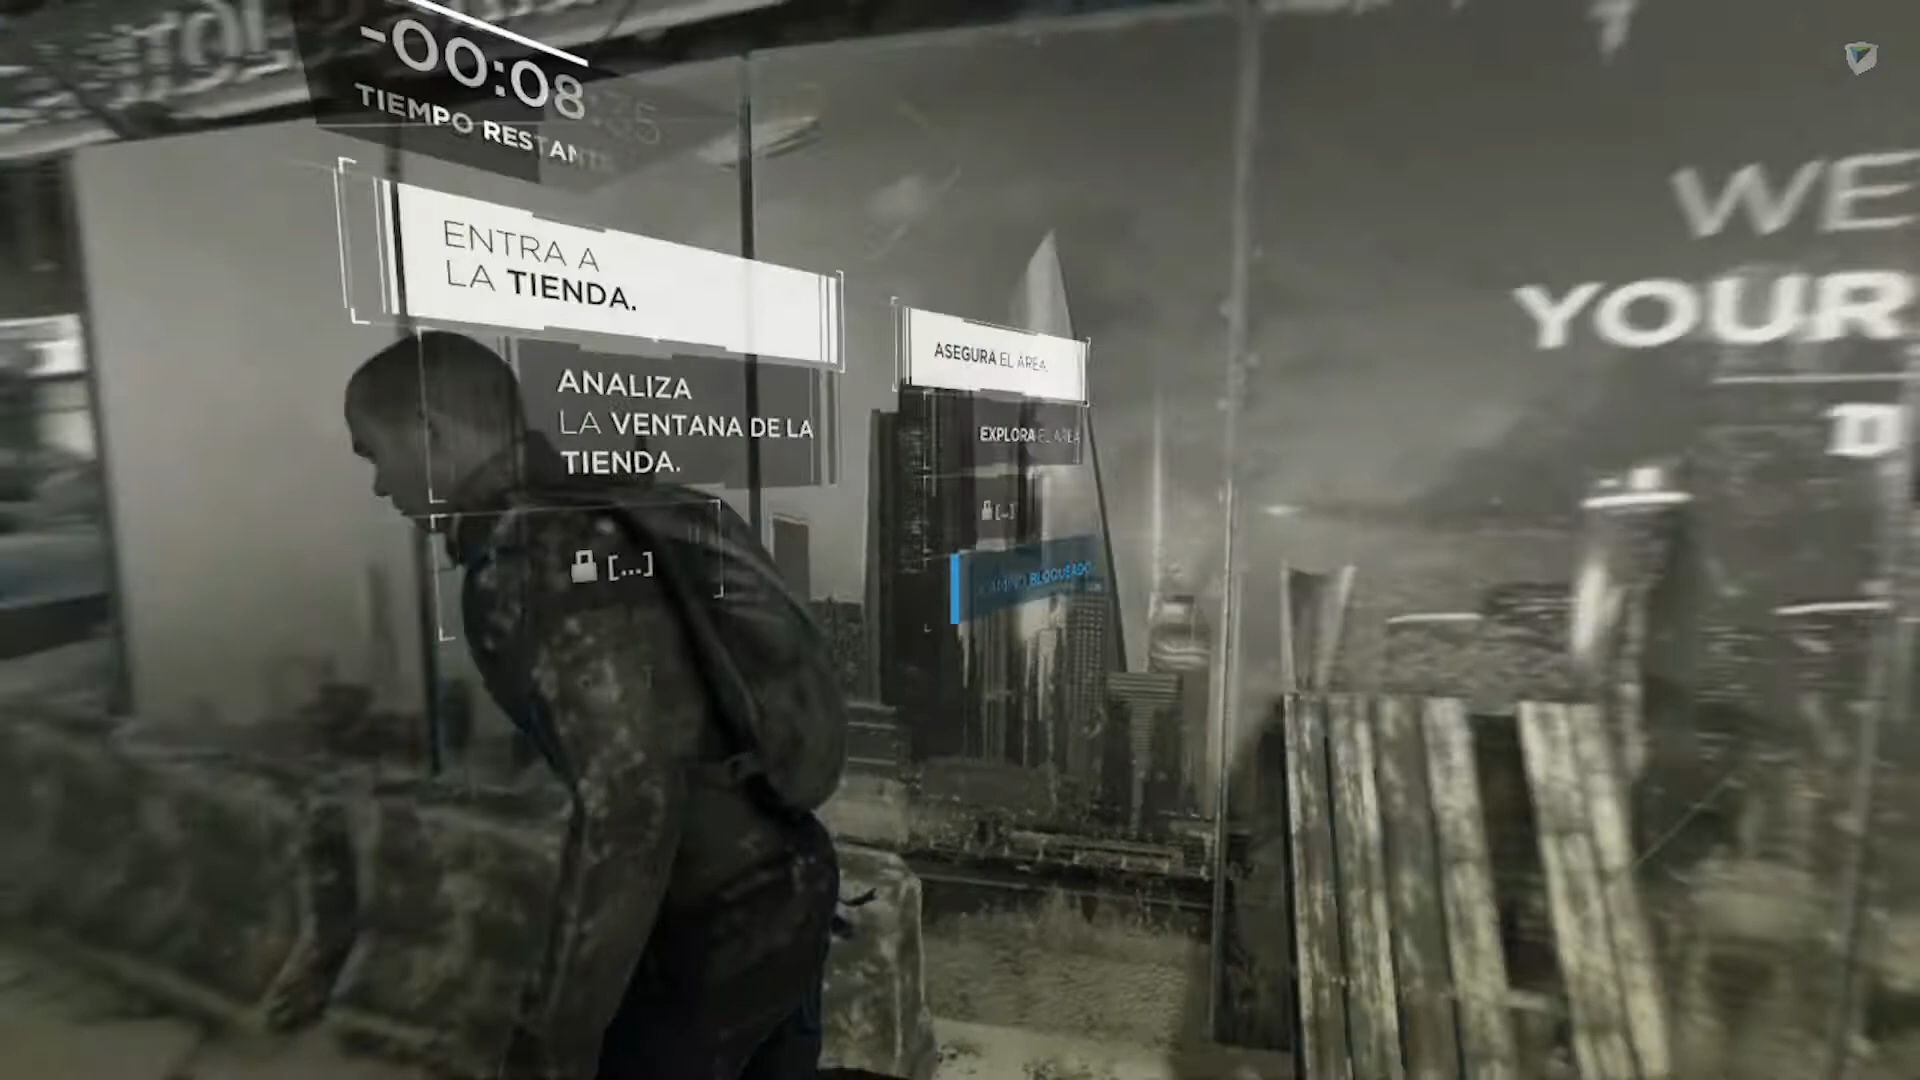 -00:08:35
TIEMPO RESTANTE
ENTRA A
LA TIENDA.
ANALIZA
LA VENTANA DE LA
TIENDA.
[...]
ASEGURA EL ÁREA.
EXPLORA EL ÁREA
[...]
CAMINO BLOQUEADO
WE
YOUR
D